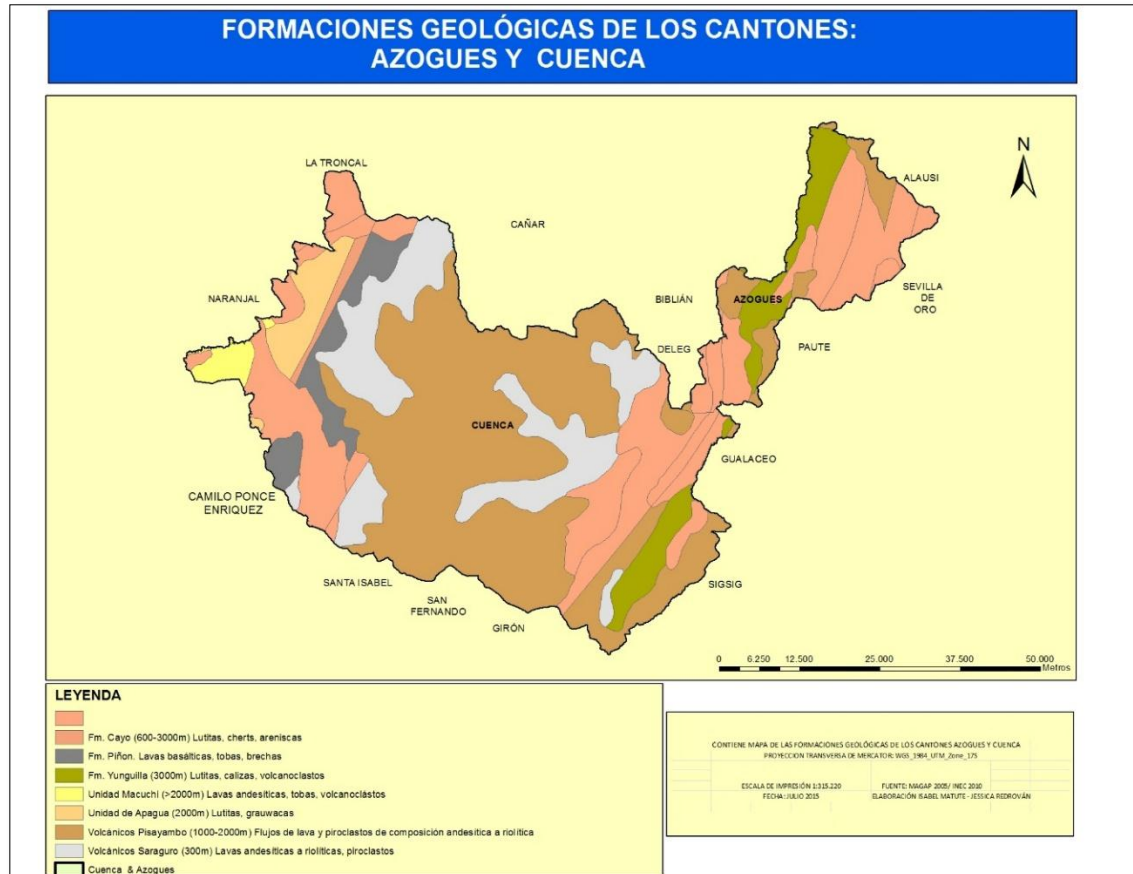 FORMACIONES GEOLÓGICAS DE LOS CANTONES:
AZOGUES Y CUENCA
LA TRONCAL
CAÑAR
ALAUSI
N
NARANJAL
BIBLIÁN
AZOGUES
SEVILLA
DE
ORO
DELEG
PAUTE
CUENCA
GUALACEO
CAMILO PONCE
ENRIQUEZ
SANTA ISABEL
SAN
FERNANDO
GIRÓN
SIGSIG
0 6.250 12.500 25.000 37.500 50.000
Metros
LEYENDA
Fm. Cayo (600-3000m) Lutitas, cherts, areniscas
Fm. Piñon. Lavas basálticas, tobas, brechas
Fm. Yunguilla (3000m) Lutitas, calizas, volcanoclastos
Unidad Macuchi (>2000m) Lavas andesíticas, tobas, volcanoclástos
Unidad de Apagua (2000m) Lutitas, grauwacas
Volcánicos Pisayambo (1000-2000m) Flujos de lava y piroclastos de composición andesítica a riolítica
Volcánicos Saraguro (300m) Lavas andesíticas a riolíticas, piroclastos
Cuenca & Azogues
CONTIENE MAPA DE LAS FORMACIONES GEOLÓGICAS DE LOS CANTONES AZOGUES Y CUENCA
PROYECCION TRANSVERSA DE MERCATOR: WGS_1984_UTM_Zone_17S
ESCALA DE IMPRESIÓN 1:315.220 FUENTE: MAGAP 2005/ INEC 2010
FECHA: JULIO 2015 ELABORACIÓN ISABEL MATUTE - JESSICA REDROVÁN